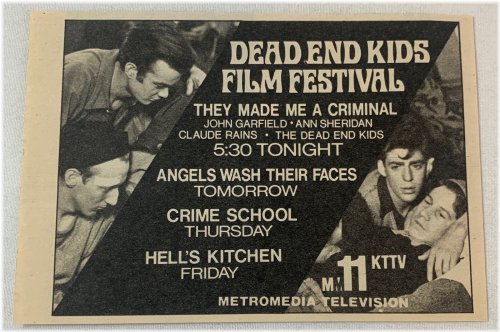 DEAD END KIDS
FILM FESTIVAL
THEY MADE ME A CRIMINAL
JOHN GARFIELD • ANN SHERIDAN
CLAUDE RAINS • THE DEAD END KIDS
5:30 TONIGHT
ANGELS WASH THEIR FACES
TOMORROW
CRIME SCHOOL
THURSDAY
HELL'S KITCHEN
FRIDAY
MM 11 KTTV
METROMEDIA TELEVISION